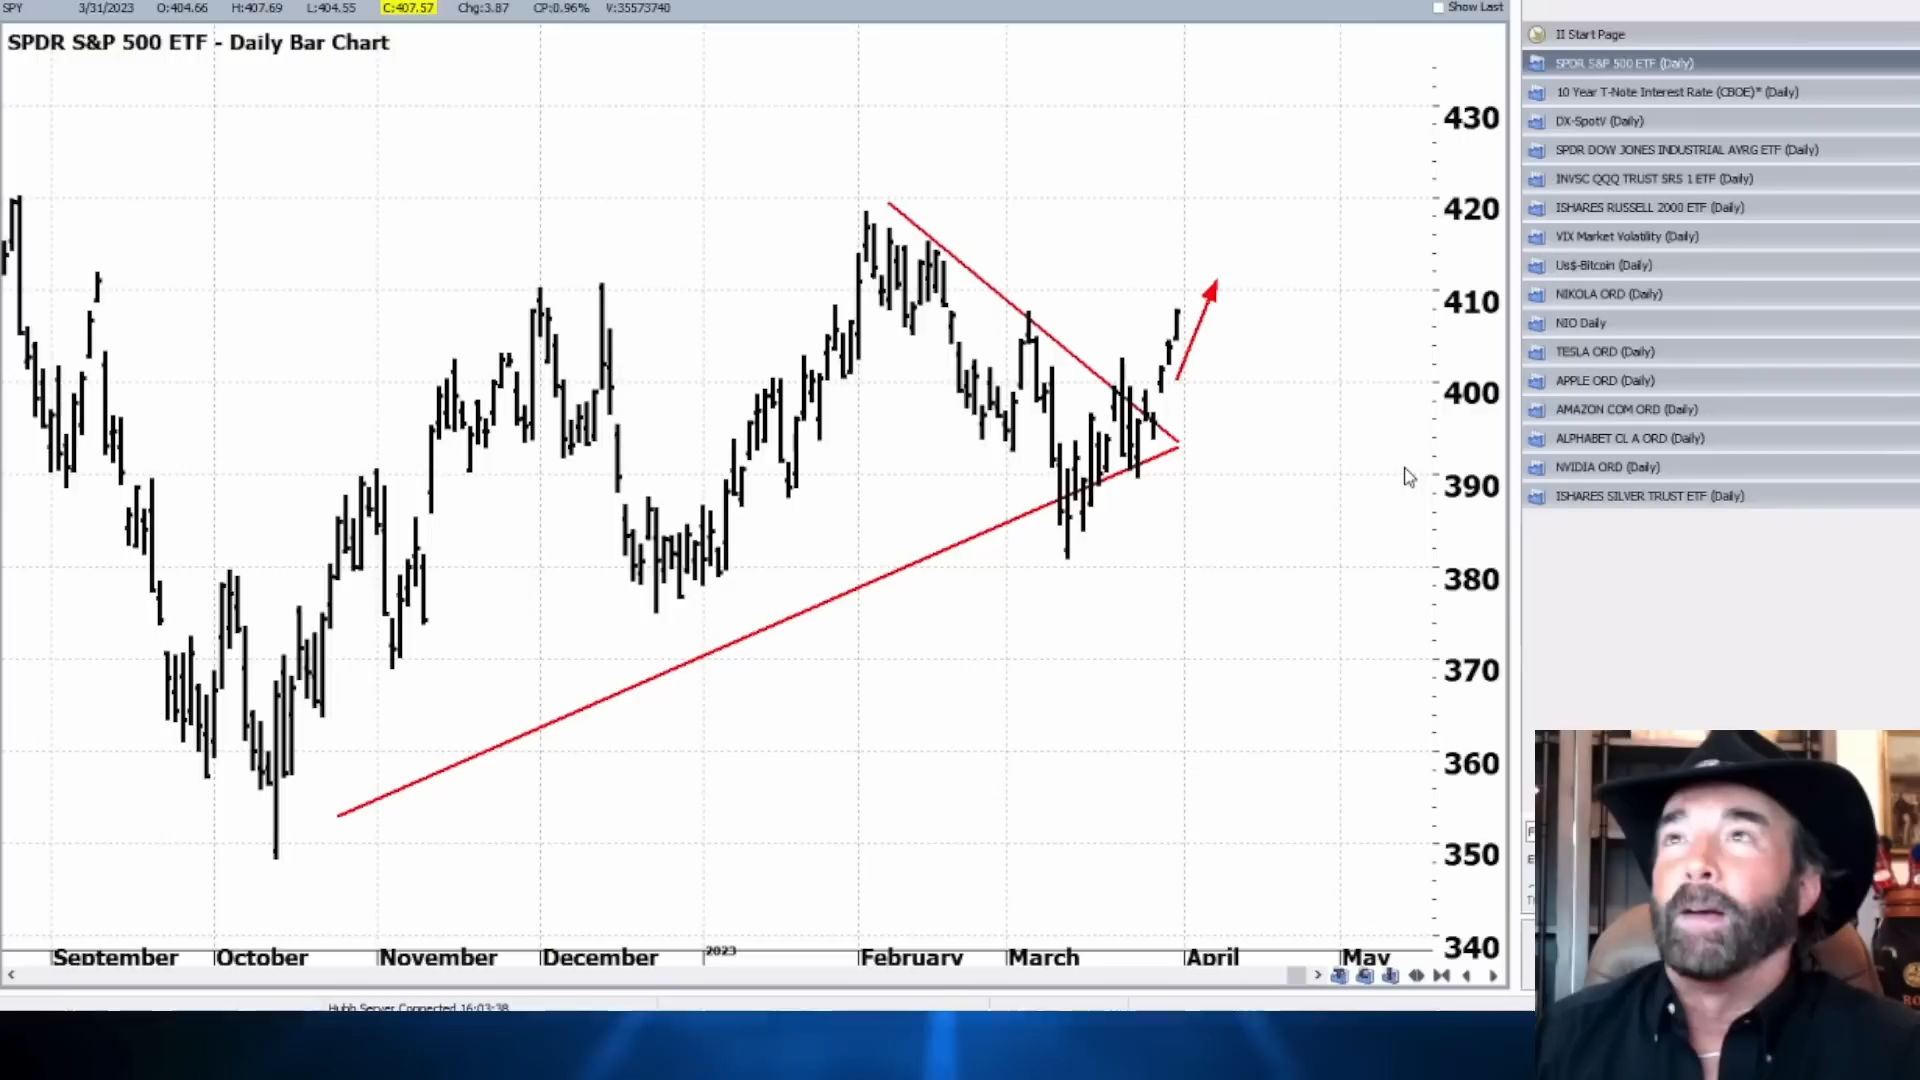 SPY 3/31/2023 O:404.66 H:407.69 L:404.55 C:407.57 Chg:3.87 CP:0.96% V:35573740 Show Last
SPDR S&P 500 ETF - Daily Bar Chart
430
420
410
400
390
380
370
360
350
340
September October November December 2023 February March April May
Hubb Server Connected 16:03:38
II Start Page
SPDR S&P 500 ETF (Daily)
10 Year T-Note Interest Rate (CBOE)* (Daily)
DX-SpotV (Daily)
SPDR DOW JONES INDUSTRIAL AVRG ETF (Daily)
INVSC QQQ TRUST SRS 1 ETF (Daily)
ISHARES RUSSELL 2000 ETF (Daily)
VIX Market Volatility (Daily)
Us$-Bitcoin (Daily)
NIKOLA ORD (Daily)
NIO Daily
TESLA ORD (Daily)
APPLE ORD (Daily)
AMAZON COM ORD (Daily)
ALPHABET CL A ORD (Daily)
NVIDIA ORD (Daily)
ISHARES SILVER TRUST ETF (Daily)